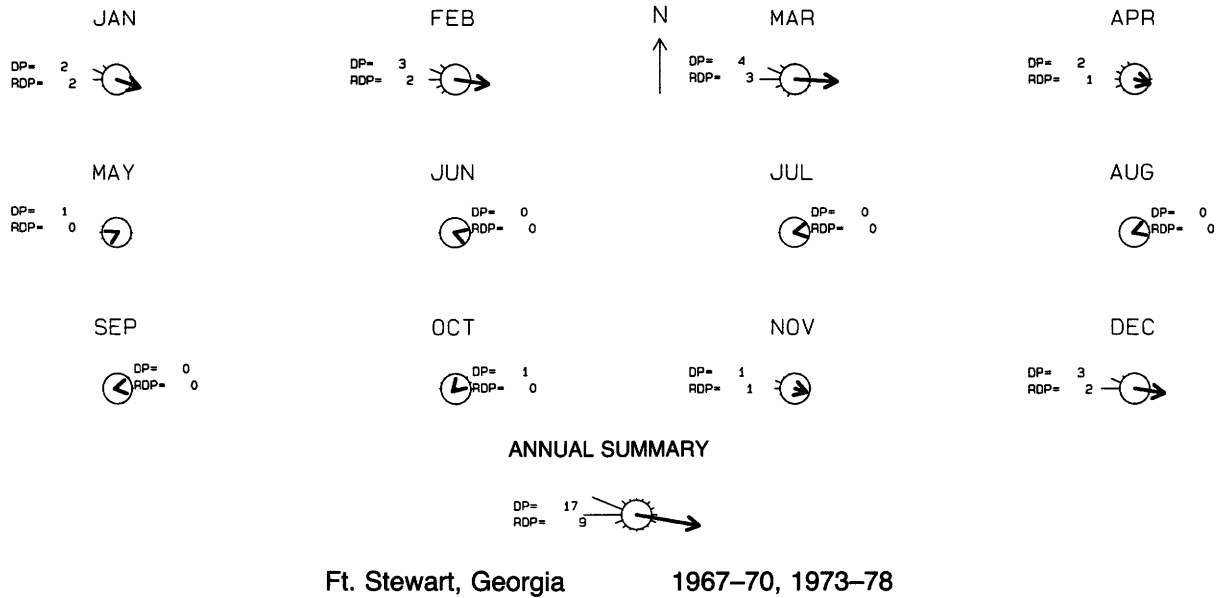 JAN FEB N MAR APR
DP= 2 DP= 3 DP= 4 DP= 2
RDP= 2 RDP= 2 RDP= 3 RDP= 1
MAY JUN JUL AUG
DP= 1 DP= 0 DP= 0 DP= 0
RDP= 0 RDP= 0 RDP= 0 RDP= 0
SEP OCT NOV DEC
DP= 0 DP= 1 DP= 1 DP= 3
RDP= 0 RDP= 0 RDP= 1 RDP= 2
ANNUAL SUMMARY
DP= 17
RDP= 9
Ft. Stewart, Georgia 1967–70, 1973–78